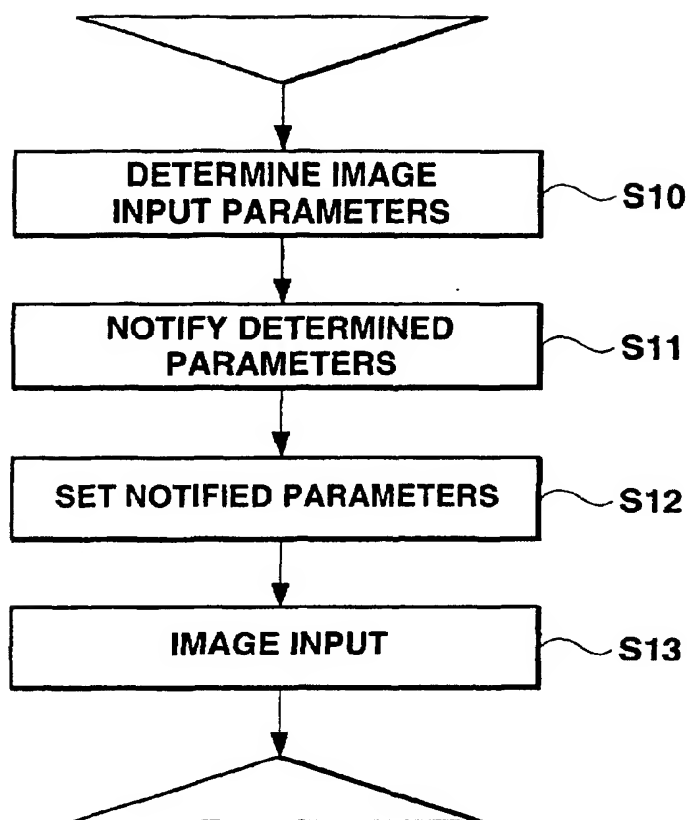 DETERMINE IMAGE
INPUT PARAMETERS
S10
NOTIFY DETERMINED
PARAMETERS
S11
SET NOTIFIED PARAMETERS
S12
IMAGE INPUT
S13